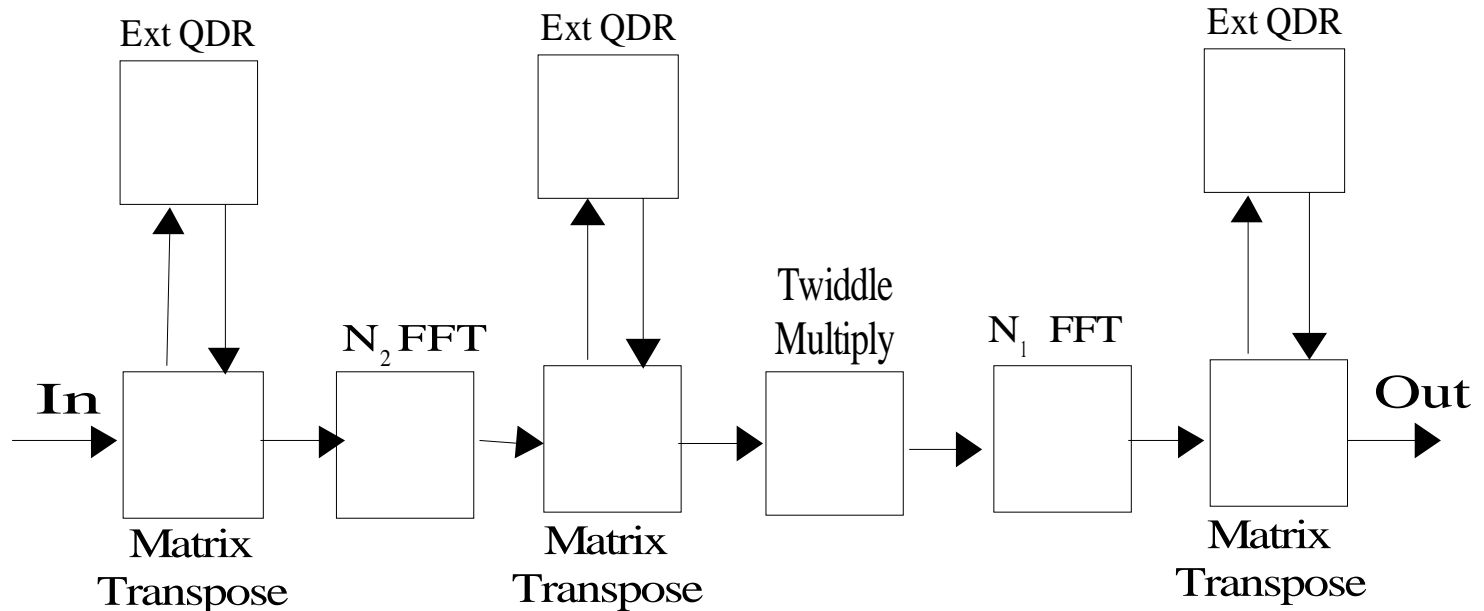 Ext QDR
Ext QDR
Ext QDR
Twiddle
Multiply
N₂ FFT
N₁ FFT
In
Out
Matrix
Transpose
Matrix
Transpose
Matrix
Transpose